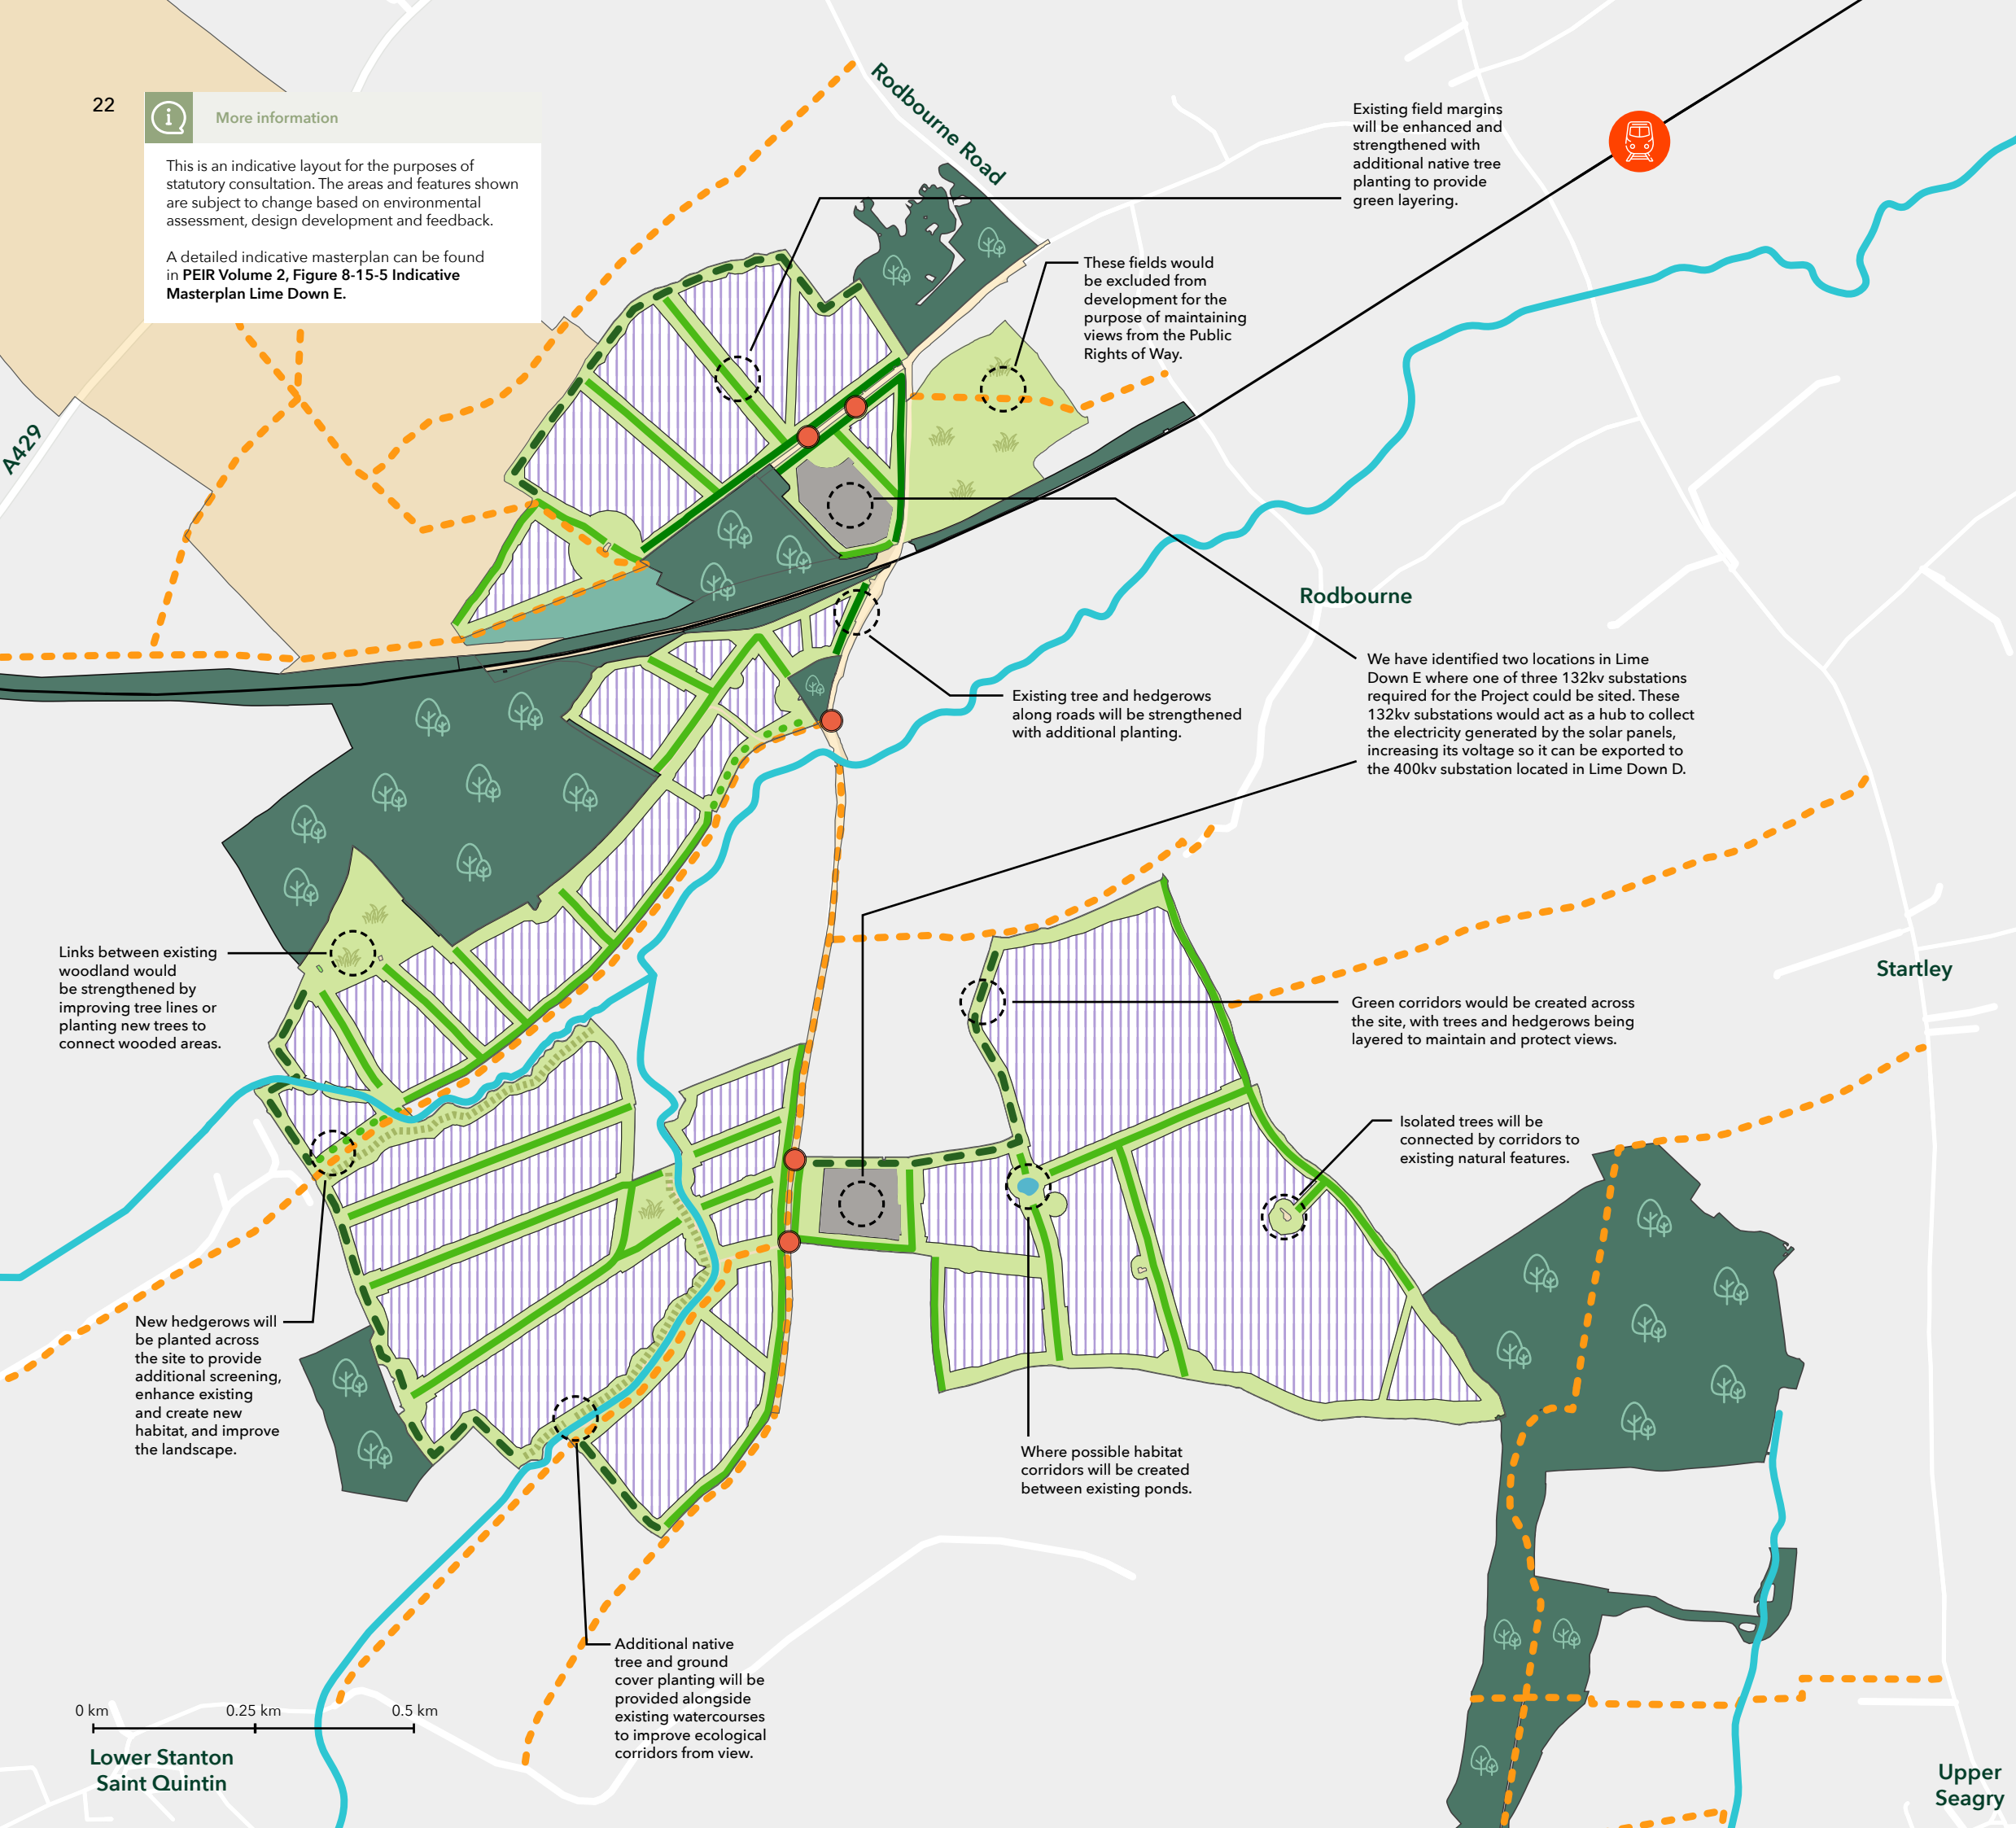 22
More information
This is an indicative layout for the purposes of
statutory consultation. The areas and features shown
are subject to change based on environmental
assessment, design development and feedback.
A detailed indicative masterplan can be found
in PEIR Volume 2, Figure 8-15-5 Indicative
Masterplan Lime Down E.
Rodbourne Road
Existing field margins
will be enhanced and
strengthened with
additional native tree
planting to provide
green layering.
These fields would
be excluded from
development for the
purpose of maintaining
views from the Public
Rights of Way.
A429
Rodbourne
We have identified two locations in Lime
Down E where one of three 132kv substations
required for the Project could be sited. These
132kv substations would act as a hub to collect
the electricity generated by the solar panels,
increasing its voltage so it can be exported to
the 400kv substation located in Lime Down D.
Existing tree and hedgerows
along roads will be strengthened
with additional planting.
Links between existing
woodland would
be strengthened by
improving tree lines or
planting new trees to
connect wooded areas.
Startley
Green corridors would be created across
the site, with trees and hedgerows being
layered to maintain and protect views.
Isolated trees will be
connected by corridors to
existing natural features.
New hedgerows will
be planted across
the site to provide
additional screening,
enhance existing
and create new
habitat, and improve
the landscape.
Where possible habitat
corridors will be created
between existing ponds.
Additional native
tree and ground
cover planting will be
provided alongside
existing watercourses
to improve ecological
corridors from view.
0 km
0.25 km
0.5 km
Lower Stanton
Saint Quintin
Upper
Seagry